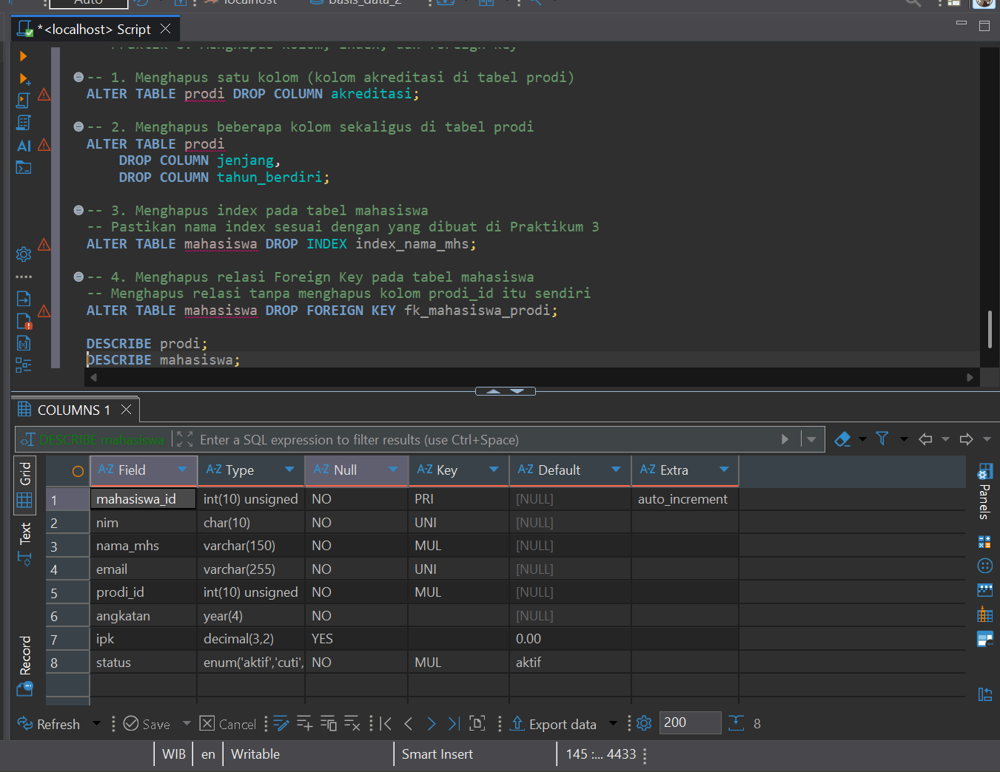 Auto
localhost
basis_data_2
*<localhost> Script
-- 1. Menghapus satu kolom (kolom akreditasi di tabel prodi)
ALTER TABLE prodi DROP COLUMN akreditasi;
-- 2. Menghapus beberapa kolom sekaligus di tabel prodi
ALTER TABLE prodi
DROP COLUMN jenjang,
DROP COLUMN tahun_berdiri;
-- 3. Menghapus index pada tabel mahasiswa
-- Pastikan nama index sesuai dengan yang dibuat di Praktikum 3
ALTER TABLE mahasiswa DROP INDEX index_nama_mhs;
-- 4. Menghapus relasi Foreign Key pada tabel mahasiswa
-- Menghapus relasi tanpa menghapus kolom prodi_id itu sendiri
ALTER TABLE mahasiswa DROP FOREIGN KEY fk_mahasiswa_prodi;
DESCRIBE prodi;
DESCRIBE mahasiswa;
AI
COLUMNS 1
DESCRIBE mahasiswa Enter a SQL expression to filter results (use Ctrl+Space)
Grid
Text
Record
Panels
A-Z Field A-Z Type A-Z Null A-Z Key A-Z Default A-Z Extra
1 mahasiswa_id int(10) unsigned NO PRI [NULL] auto_increment
2 nim char(10) NO UNI [NULL]
3 nama_mhs varchar(150) NO MUL [NULL]
4 email varchar(255) NO UNI [NULL]
5 prodi_id int(10) unsigned NO MUL [NULL]
6 angkatan year(4) NO [NULL]
7 ipk decimal(3,2) YES 0.00
8 status enum('aktif','cuti', NO MUL aktif
Refresh Save Cancel Export data 200 8
WIB en Writable Smart Insert 145 :... 4433